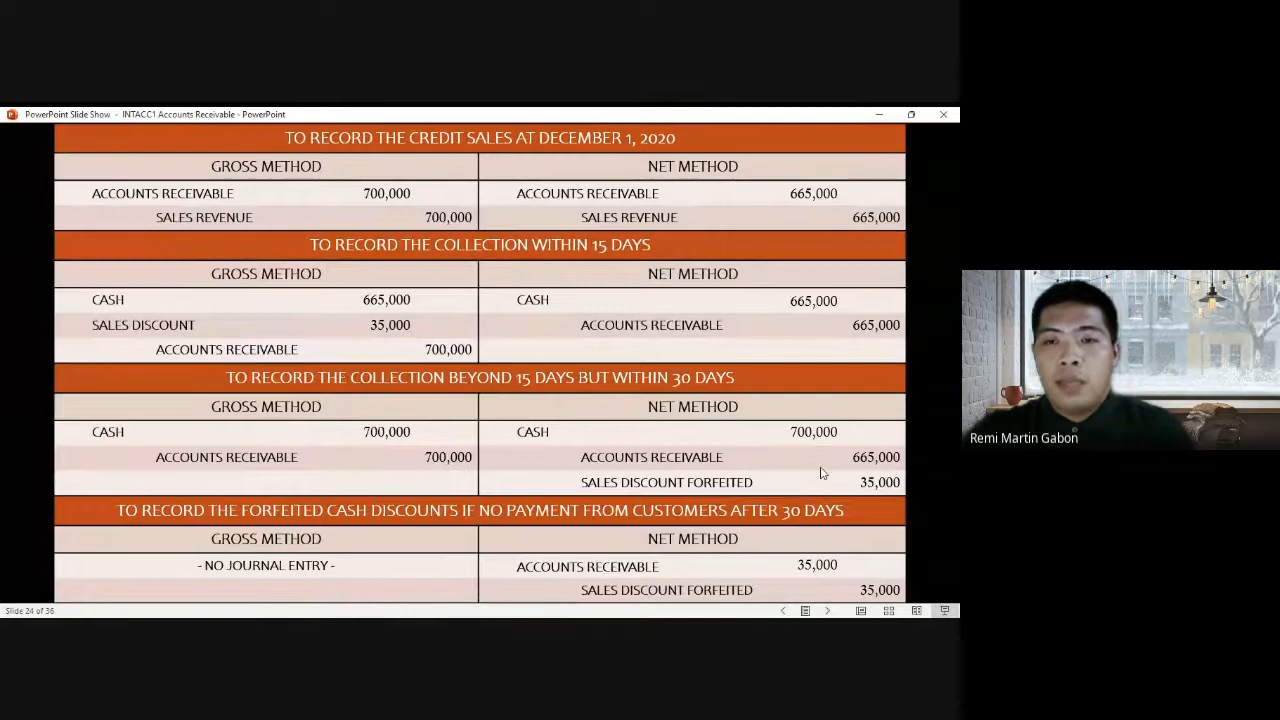 PowerPoint Slide Show - INTACC1 Accounts Receivable - PowerPoint
TO RECORD THE CREDIT SALES AT DECEMBER 1, 2020
GROSS METHOD NET METHOD
ACCOUNTS RECEIVABLE 700,000 ACCOUNTS RECEIVABLE 665,000
SALES REVENUE 700,000 SALES REVENUE 665,000
TO RECORD THE COLLECTION WITHIN 15 DAYS
GROSS METHOD NET METHOD
CASH 665,000 CASH 665,000
SALES DISCOUNT 35,000 ACCOUNTS RECEIVABLE 665,000
ACCOUNTS RECEIVABLE 700,000
TO RECORD THE COLLECTION BEYOND 15 DAYS BUT WITHIN 30 DAYS
GROSS METHOD NET METHOD
CASH 700,000 CASH 700,000
ACCOUNTS RECEIVABLE 700,000 ACCOUNTS RECEIVABLE 665,000
SALES DISCOUNT FORFEITED 35,000
TO RECORD THE FORFEITED CASH DISCOUNTS IF NO PAYMENT FROM CUSTOMERS AFTER 30 DAYS
GROSS METHOD NET METHOD
- NO JOURNAL ENTRY - ACCOUNTS RECEIVABLE 35,000
SALES DISCOUNT FORFEITED 35,000
Slide 24 of 36
Remi Martin Gabon